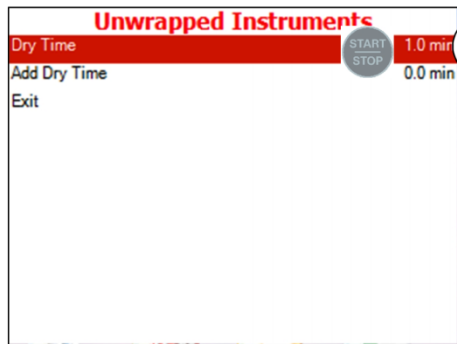 Unwrapped Instruments
Dry Time START STOP 1.0 min
Add Dry Time 0.0 min
Exit